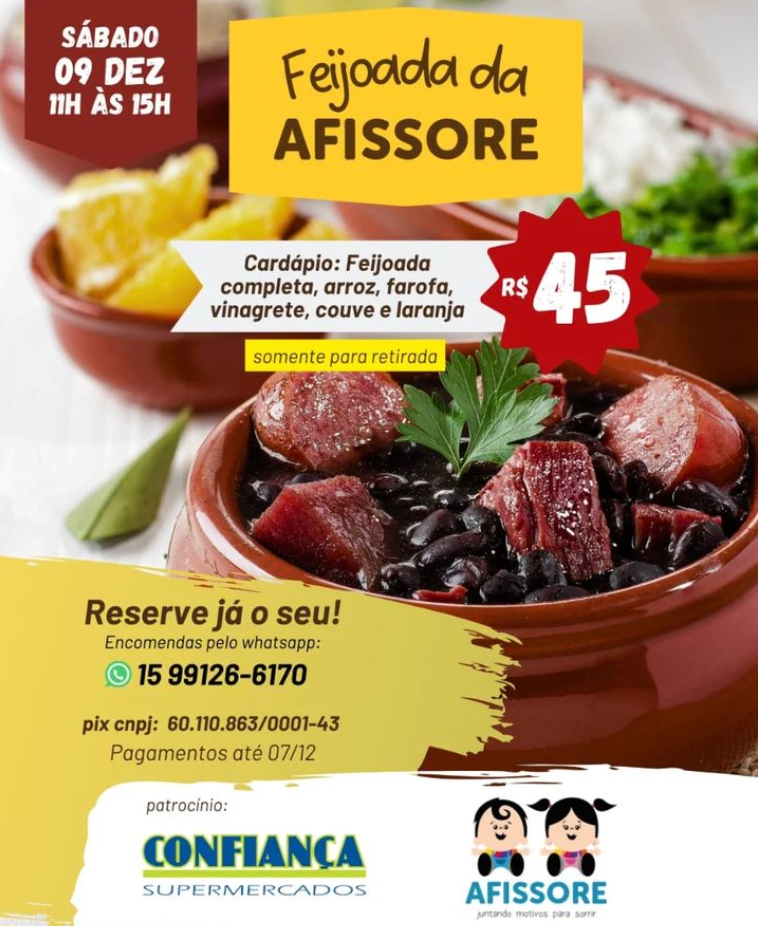 SÁBADO
09 DEZ
11H ÀS 15H
Feijoada da
AFISSORE
Cardápio: Feijoada
completa, arroz, farofa,
vinagrete, couve e laranja
R$ 45
somente para retirada
Reserve já o seu!
Encomendas pelo whatsapp:
15 99126-6170
pix cnpj: 60.110.863/0001-43
Pagamentos até 07/12
patrocínio:
CONFIANÇA
SUPERMERCADOS
AFISSORE
juntando motivos para sorrir